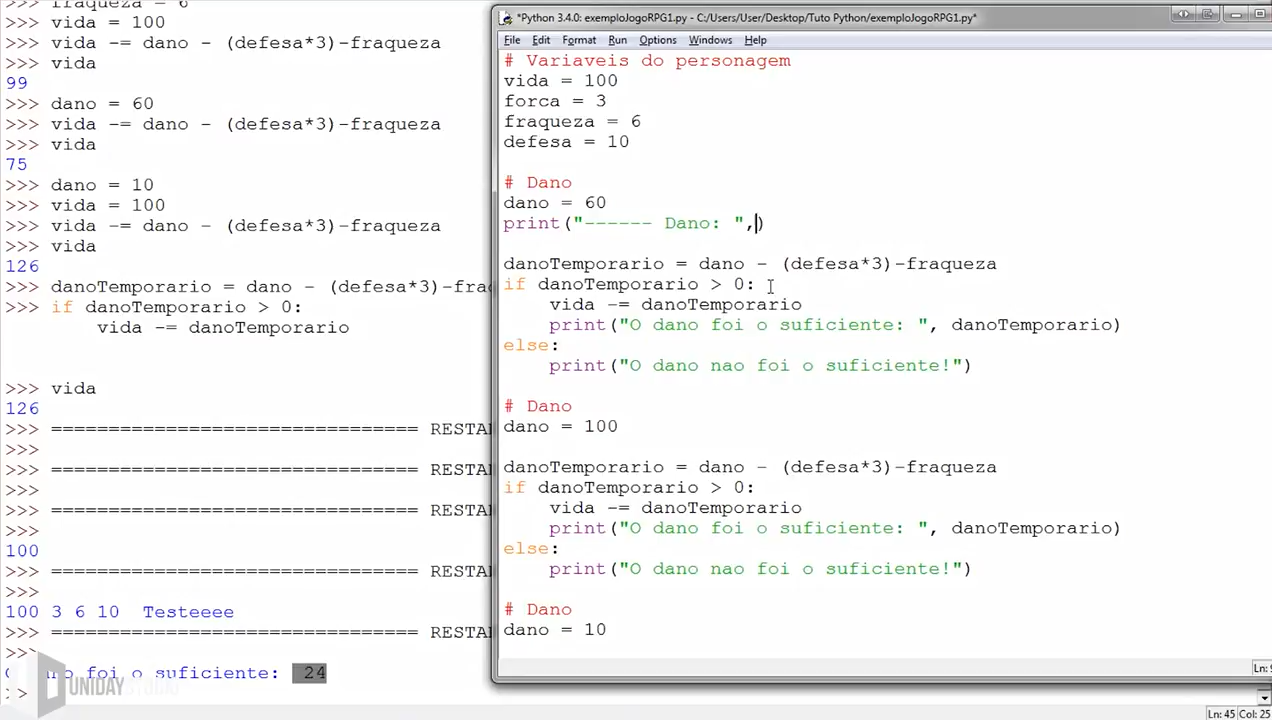 fraqueza = 6
>>> vida = 100
>>> vida -= dano - (defesa*3)-fraqueza
>>> vida
99
>>> dano = 60
>>> vida -= dano - (defesa*3)-fraqueza
>>> vida
75
>>> dano = 10
>>> vida = 100
>>> vida -= dano - (defesa*3)-fraqueza
>>> vida
126
>>> danoTemporario = dano - (defesa*3)-fra
>>> if danoTemporario > 0:
vida -= danoTemporario
>>> vida
126
>>> ================================ RESTA
>>>
>>> ================================ RESTA
>>>
>>> ================================ RESTA
>>>
100
>>> ================================ RESTA
>>>
100 3 6 10 Testeeee
>>> ================================ RESTA
>>>
foi o suficiente: 24
>
UNIDAY
*Python 3.4.0: exemploJogoRPG1.py - C:/Users/User/Desktop/Tuto Python/exemploJogoRPG1.py*
File Edit Format Run Options Windows Help
# Variaveis do personagem
vida = 100
forca = 3
fraqueza = 6
defesa = 10
# Dano
dano = 60
print("------ Dano: ",)
danoTemporario = dano - (defesa*3)-fraqueza
if danoTemporario > 0:
vida -= danoTemporario
print("O dano foi o suficiente: ", danoTemporario)
else:
print("O dano nao foi o suficiente!")
# Dano
dano = 100
danoTemporario = dano - (defesa*3)-fraqueza
if danoTemporario > 0:
vida -= danoTemporario
print("O dano foi o suficiente: ", danoTemporario)
else:
print("O dano nao foi o suficiente!")
# Dano
dano = 10
Ln:
Ln: 45 Col: 25